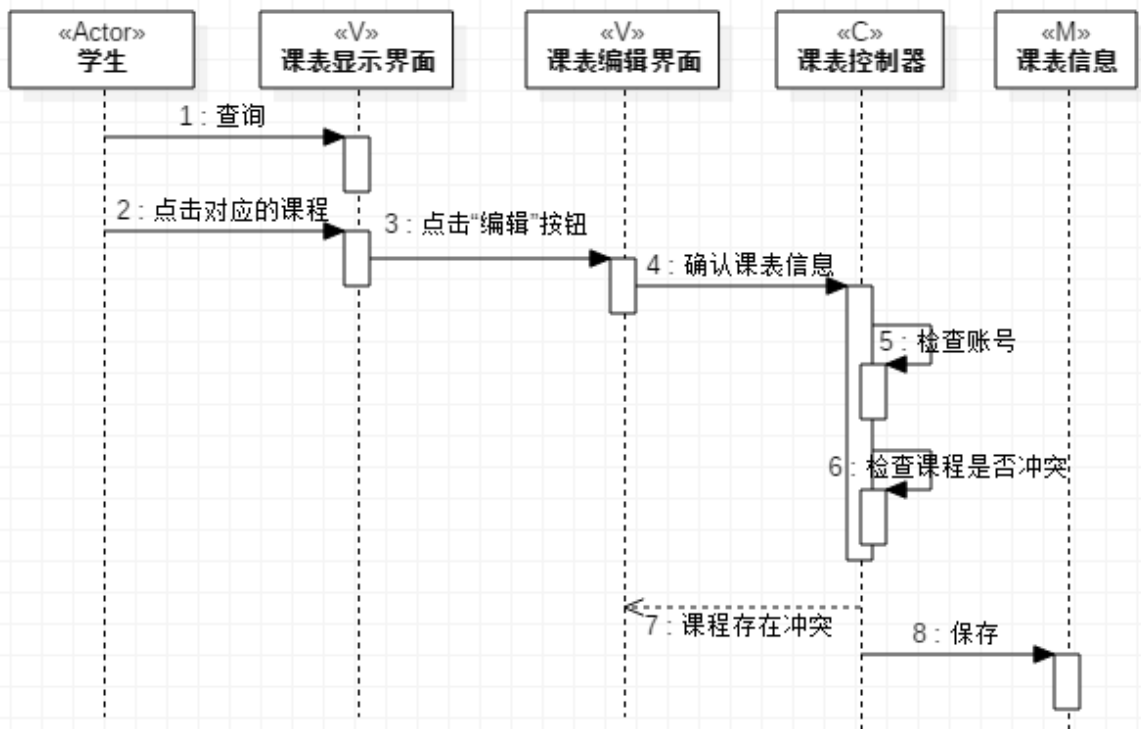 «Actor»
学生
«V»
课表显示界面
«V»
课表编辑界面
«C»
课表控制器
«M»
课表信息
1 : 查询
2 : 点击对应的课程
3 : 点击“编辑”按钮
4 : 确认课表信息
5 : 检查账号
6 : 检查课程是否冲突
7 : 课程存在冲突
8 : 保存